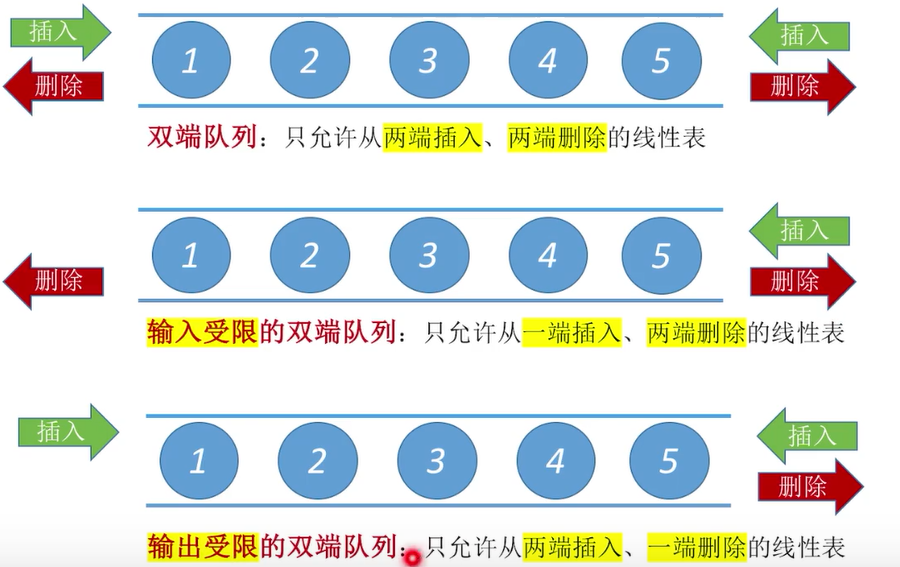 插入 插入
1 2 3 4 5
删除 删除
双端队列：只允许从两端插入、两端删除的线性表
插入
1 2 3 4 5
删除 删除
输入受限的双端队列：只允许从一端插入、两端删除的线性表
插入 插入
1 2 3 4 5
删除
输出受限的双端队列：只允许从两端插入、一端删除的线性表